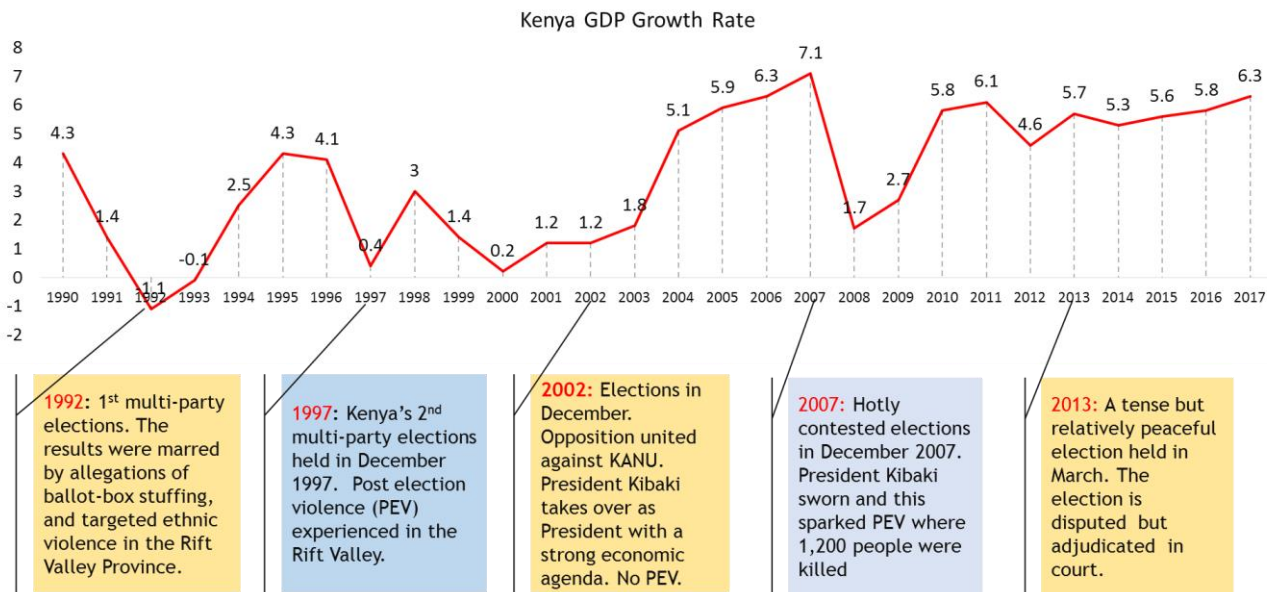 Kenya GDP Growth Rate
8
7
6
5
4
3
2
1
0
-1
-2
4.3
1.4
-1.1
-0.1
2.5
4.3
4.1
0.4
3
1.4
0.2
1.2
1.2
1.8
5.1
5.9
6.3
7.1
1.7
2.7
5.8
6.1
4.6
5.7
5.3
5.6
5.8
6.3
1990 1991 1992 1993 1994 1995 1996 1997 1998 1999 2000 2001 2002 2003 2004 2005 2006 2007 2008 2009 2010 2011 2012 2013 2014 2015 2016 2017
1992: 1st multi-party
elections. The
results were marred
by allegations of
ballot-box stuffing,
and targeted ethnic
violence in the Rift
Valley Province.
1997: Kenya's 2nd
multi-party elections
held in December
1997. Post election
violence (PEV)
experienced in the
Rift Valley.
2002: Elections in
December.
Opposition united
against KANU.
President Kibaki
takes over as
President with a
strong economic
agenda. No PEV.
2007: Hotly
contested elections
in December 2007.
President Kibaki
sworn and this
sparked PEV where
1,200 people were
killed
2013: A tense but
relatively peaceful
election held in
March. The
election is
disputed but
adjudicated in
court.